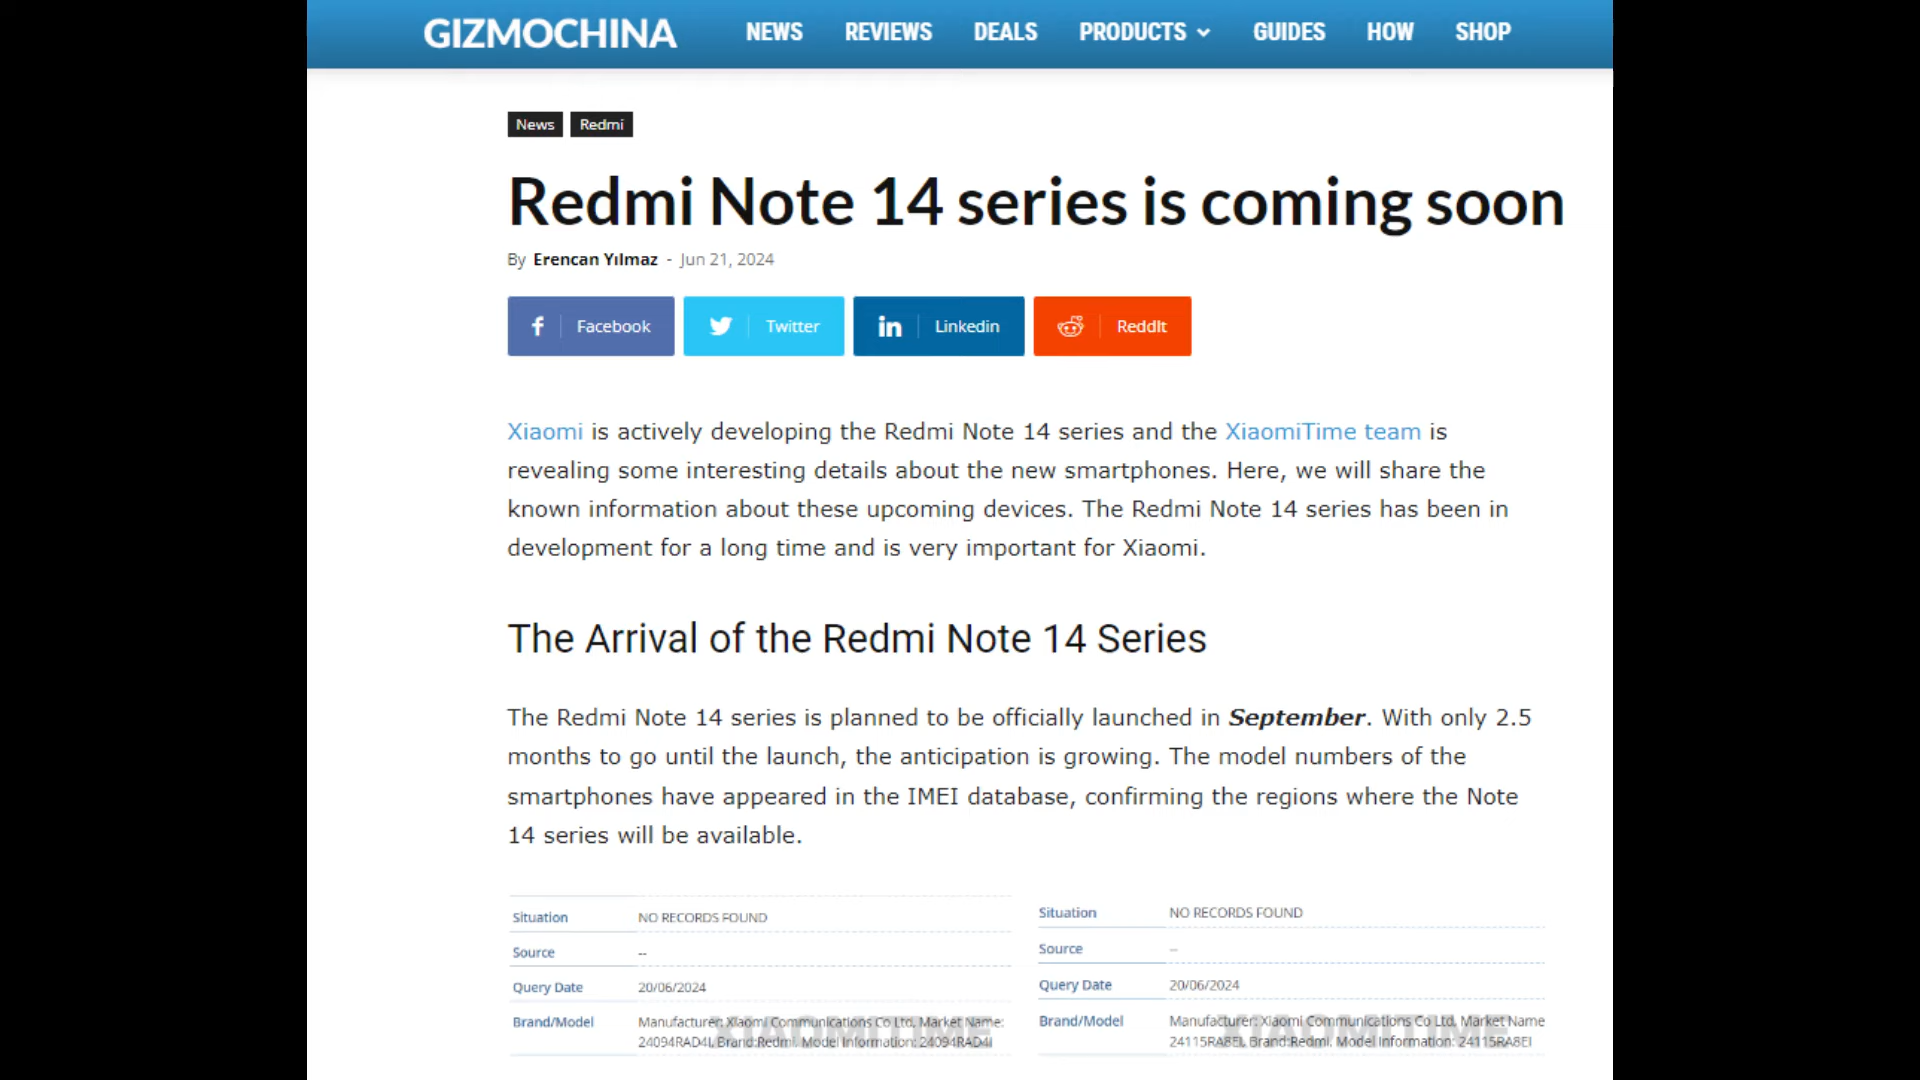 GIZMOCHINA NEWS REVIEWS DEALS PRODUCTS GUIDES HOW SHOP
News Redmi
Redmi Note 14 series is coming soon
By Erencan Yılmaz - Jun 21, 2024
Facebook Twitter Linkedin ReddIt
Xiaomi is actively developing the Redmi Note 14 series and the XiaomiTime team is
revealing some interesting details about the new smartphones. Here, we will share the
known information about these upcoming devices. The Redmi Note 14 series has been in
development for a long time and is very important for Xiaomi.
The Arrival of the Redmi Note 14 Series
The Redmi Note 14 series is planned to be officially launched in September. With only 2.5
months to go until the launch, the anticipation is growing. The model numbers of the
smartphones have appeared in the IMEI database, confirming the regions where the Note
14 series will be available.
Situation NO RECORDS FOUND
Source --
Query Date 20/06/2024
Brand/Model Manufacturer: Xiaomi Communications Co Ltd, Market Name:
24094RAD4I, Brand:Redmi, Model Information: 24094RAD4I
XIAOMITIME
Situation NO RECORDS FOUND
Source --
Query Date 20/06/2024
Brand/Model Manufacturer: Xiaomi Communications Co Ltd, Market Name
24115RA8EI, Brand:Redmi, Model Information: 24115RA8EI
XIAOMITIME